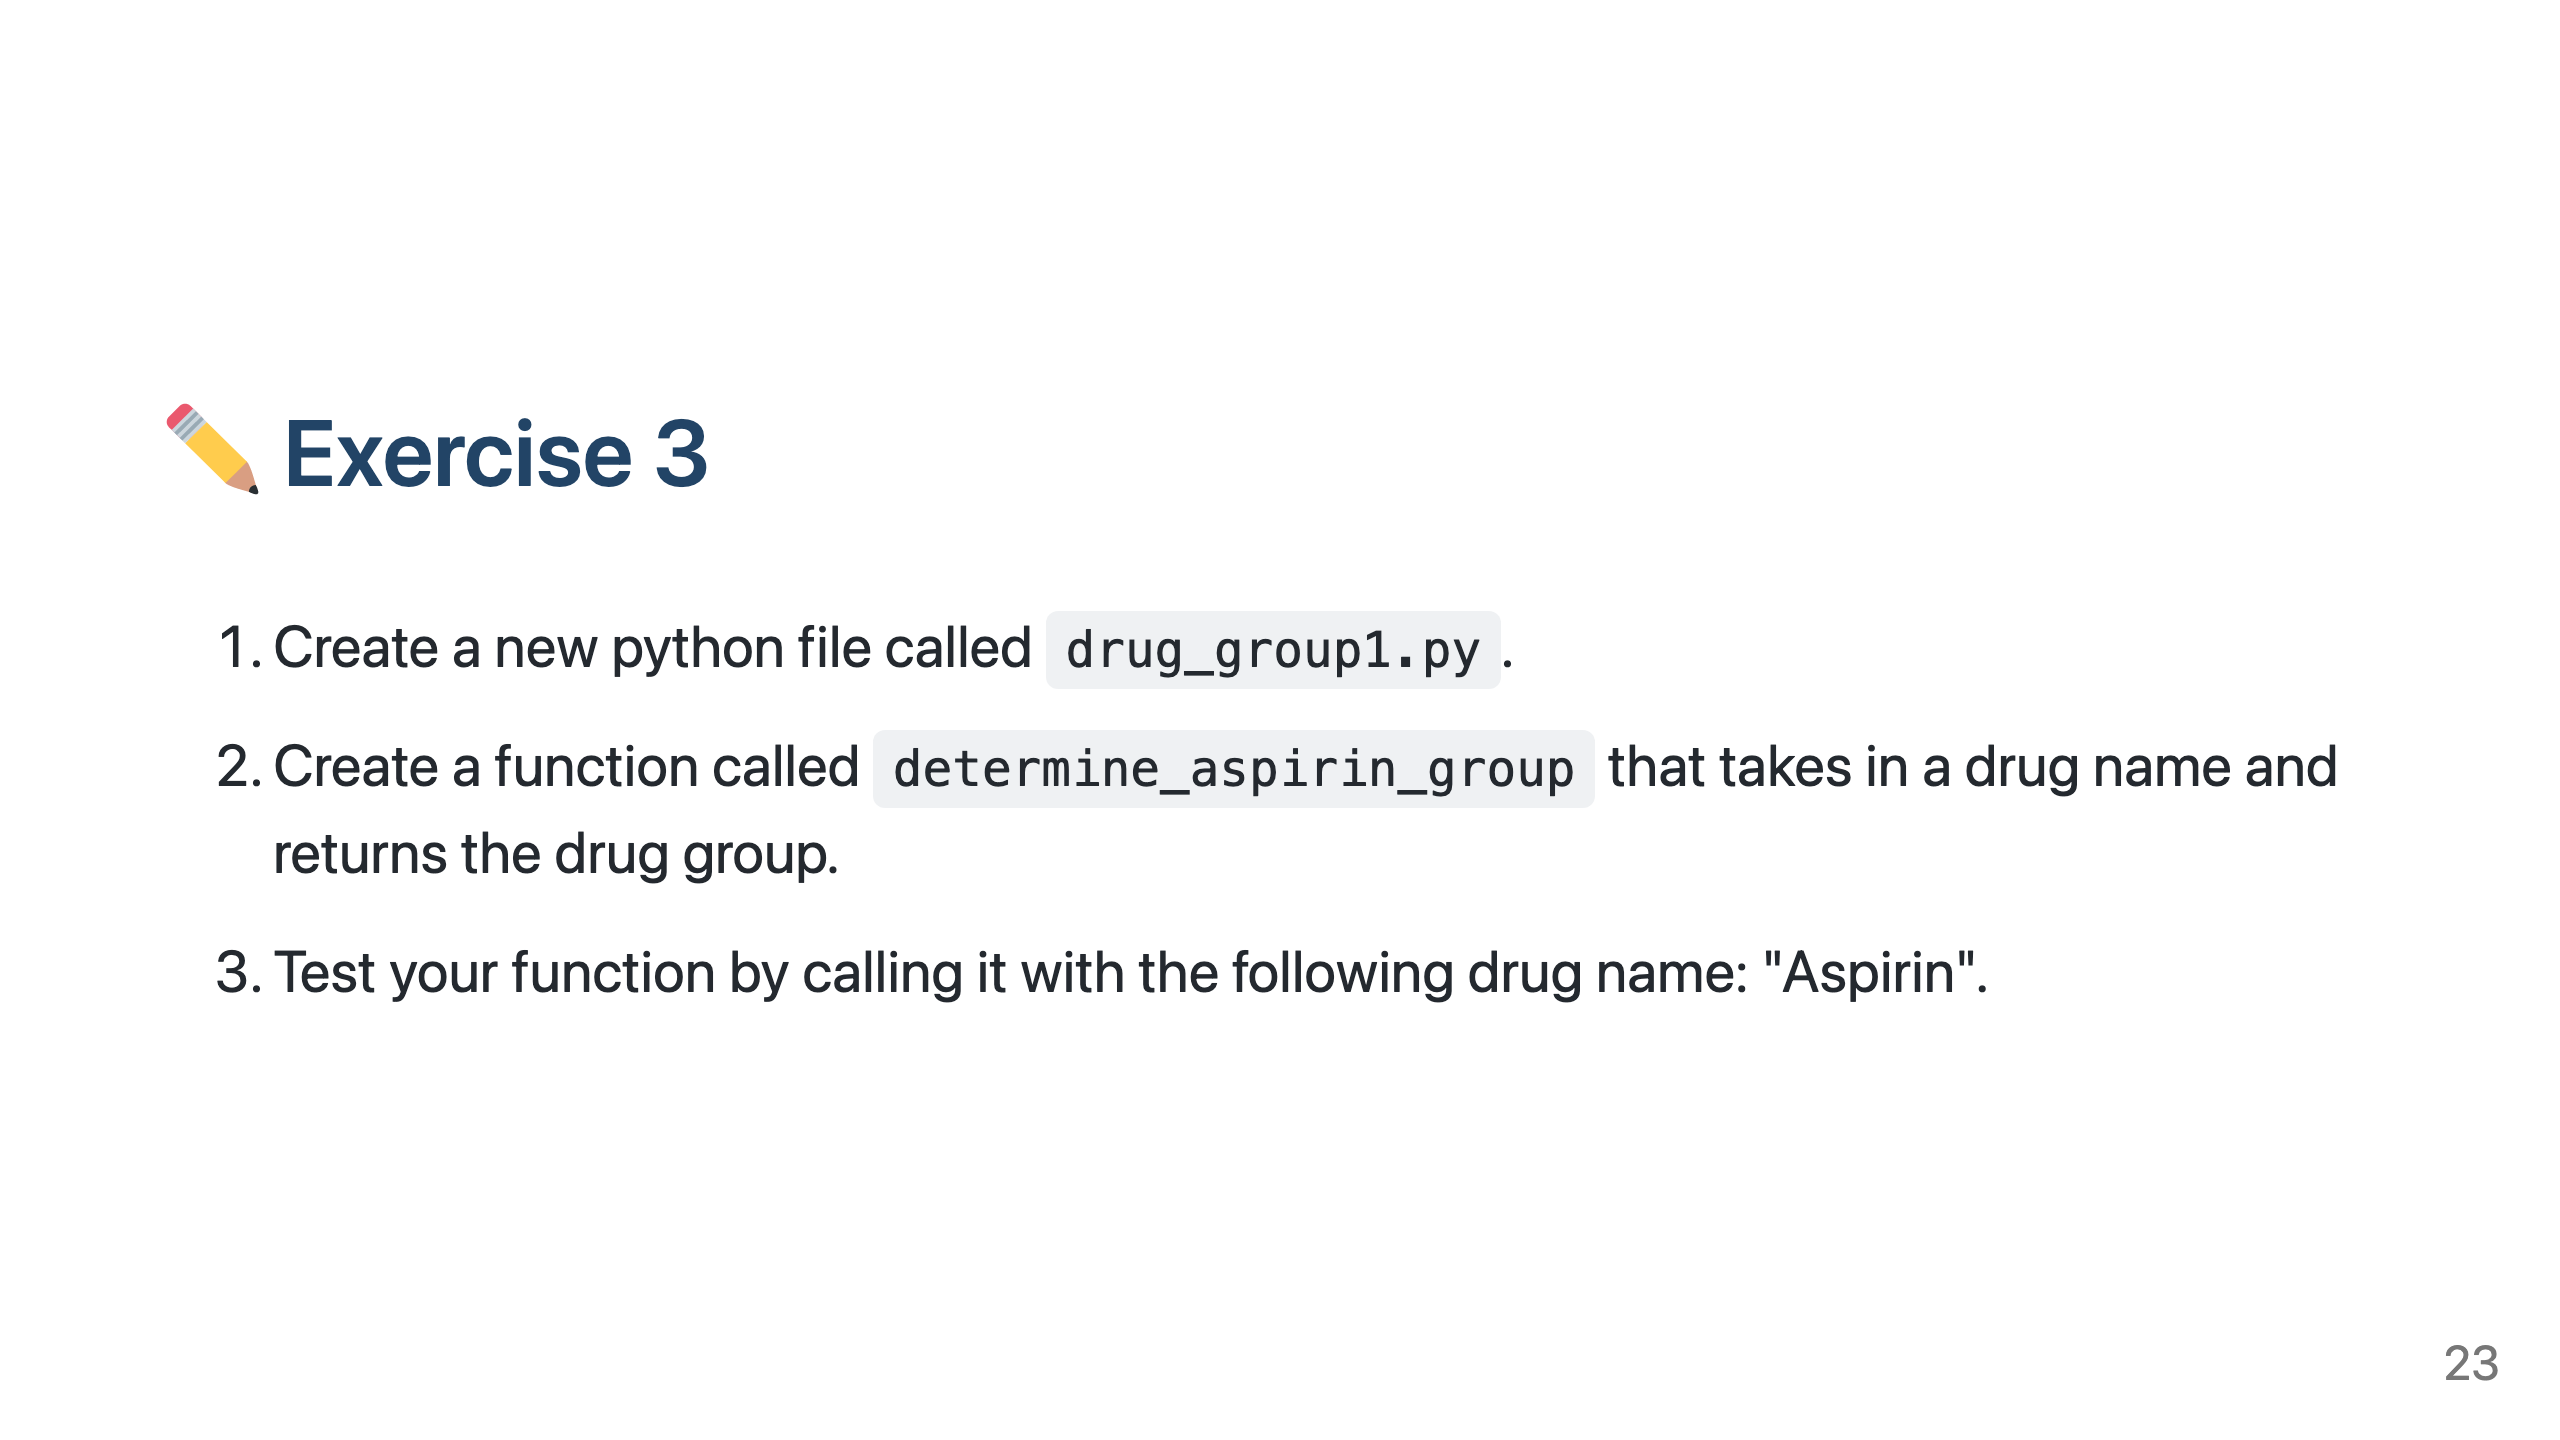 ✏️ Exercise 3
1. Create a new python file called drug_group1.py.
2. Create a function called determine_aspirin_group that takes in a drug name and
returns the drug group.
3. Test your function by calling it with the following drug name: "Aspirin".
23